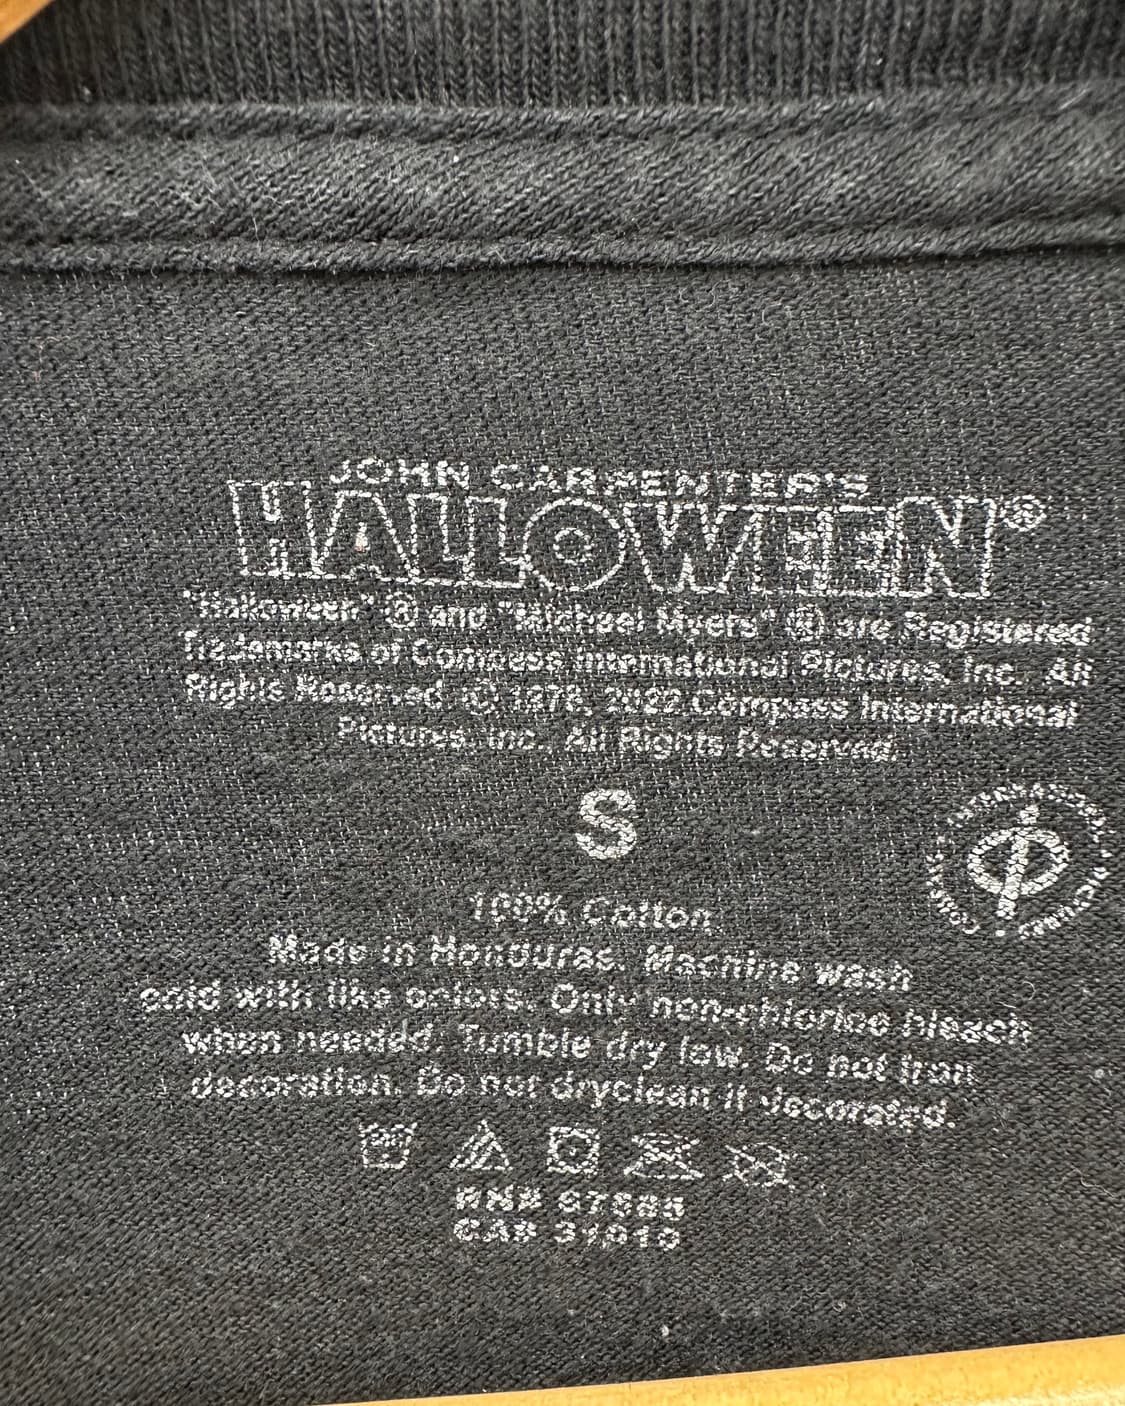 JOHN CARPENTER'S
HALLOWEEN®
"Halloween" ® and "Michael Myers" ® are Registered
Trademarks of Compass International Pictures, Inc. All
Rights Reserved. © 1978, 2022 Compass International
Pictures, Inc. All Rights Reserved.
S
100% Cotton
Made in Honduras. Machine wash
cold with like colors. Only non-chlorine bleach
when needed. Tumble dry low. Do not iron
decoration. Do not dryclean if decorated.
RN#
CA# 31010